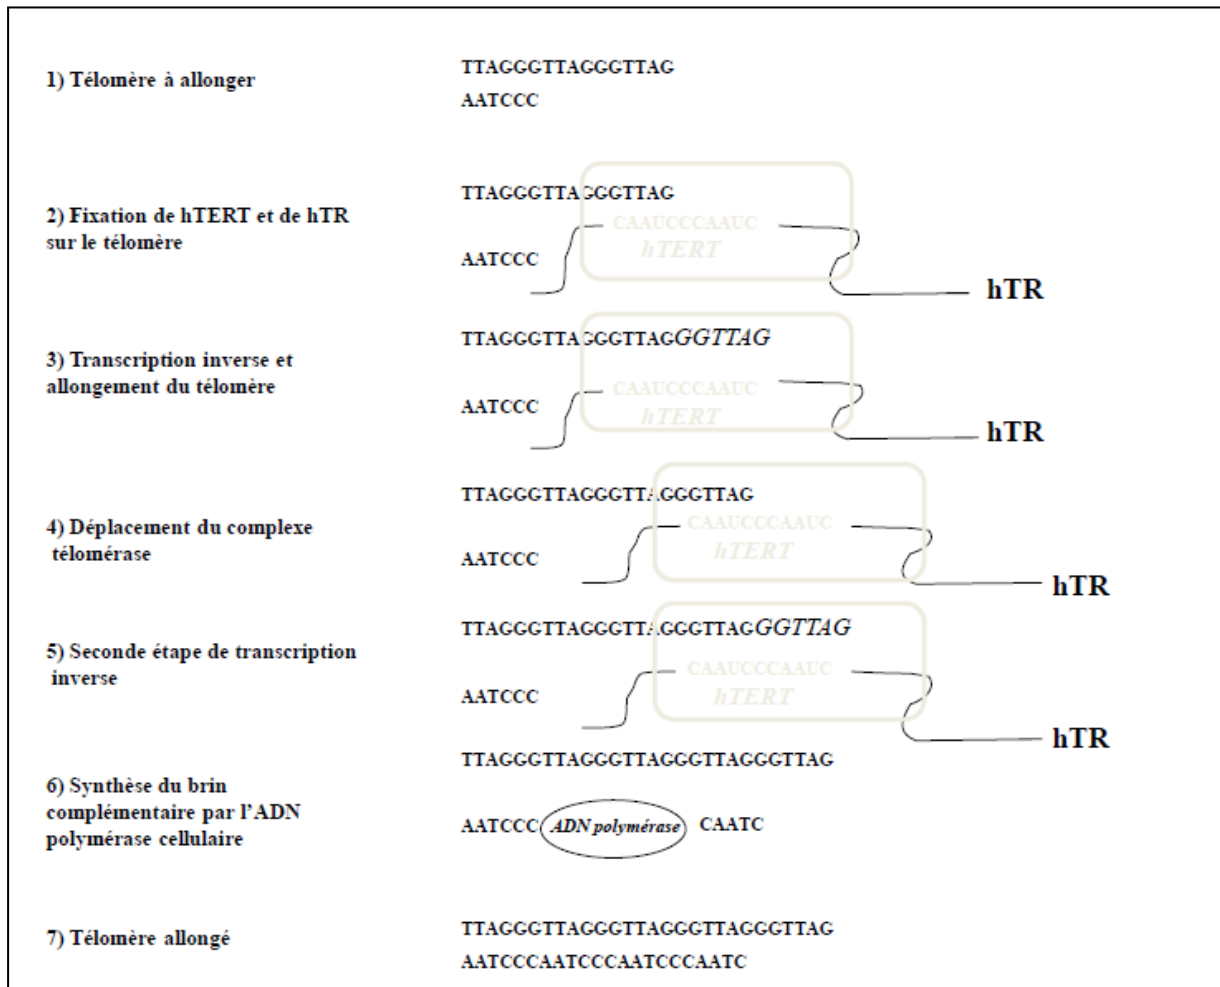 1) Télomère à allonger
TTAGGGTTAGGGTTAG
AATCCC
2) Fixation de hTERT et de hTR
sur le télomère
TTAGGGTTAGGGTTAG
CAAUCCCAAUC
hTERT
AATCCC
hTR
3) Transcription inverse et
allongement du télomère
TTAGGGTTAGGGTTAGGGTTAG
CAAUCCCAAUC
hTERT
AATCCC
hTR
4) Déplacement du complexe
télomérase
TTAGGGTTAGGGTTAGGGTTAG
CAAUCCCAAUC
hTERT
AATCCC
hTR
5) Seconde étape de transcription
inverse
TTAGGGTTAGGGTTAGGGTTAGGGTTAG
CAAUCCCAAUC
hTERT
AATCCC
hTR
6) Synthèse du brin
complémentaire par l'ADN
polymérase cellulaire
TTAGGGTTAGGGTTAGGGTTAGGGTTAG
AATCCC ADN polymérase CAATC
7) Télomère allongé
TTAGGGTTAGGGTTAGGGTTAGGGTTAG
AATCCCAATCCCAATCCCAATC